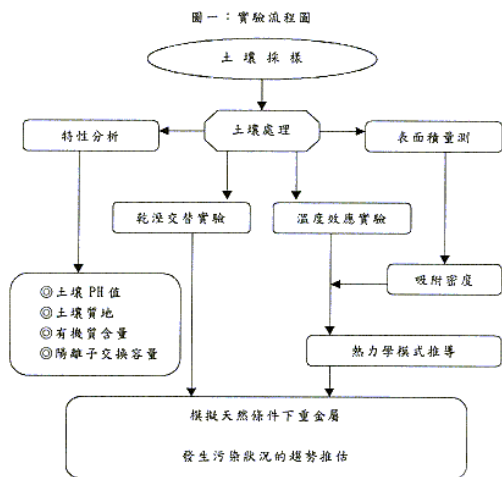 圖一：實驗流程圖
土壤採樣
特性分析
土壤處理
表面積量測
乾溼交替實驗
溫度效應實驗
吸附密度
◎土壤 PH 值
◎土壤質地
◎有機質含量
◎陽離子交換容量
熱力學模式推導
模擬天然條件下重金屬
發生污染狀況的趨勢推估